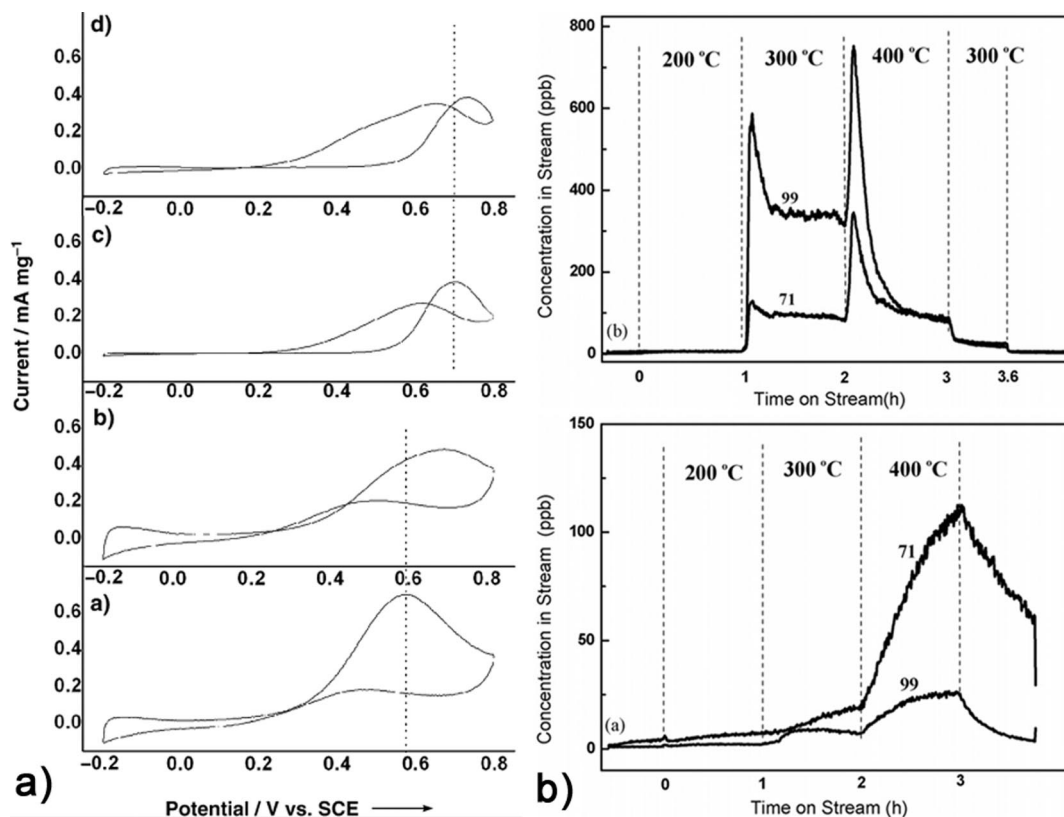 d)
0.6
0.4
0.2
0.0
−0.2 0.0 0.2 0.4 0.6 0.8
c)
0.6
0.4
0.2
0.0
−0.2 0.0 0.2 0.4 0.6 0.8
b)
0.6
0.4
0.2
0.0
−0.2 0.0 0.2 0.4 0.6 0.8
a)
0.6
0.4
0.2
0.0
−0.2 0.0 0.2 0.4 0.6 0.8
Current / mA mg⁻¹
Potential / V vs. SCE
a)
800
600
400
200
0
Concentration in Stream (ppb)
200 °C 300 °C 400 °C 300 °C
99
71
(b)
0 1 2 3 3.6
Time on Stream(h)
150
100
50
0
Concentration in Stream (ppb)
200 °C 300 °C 400 °C
71
99
(a)
0 1 2 3
Time on Stream (h)
b)